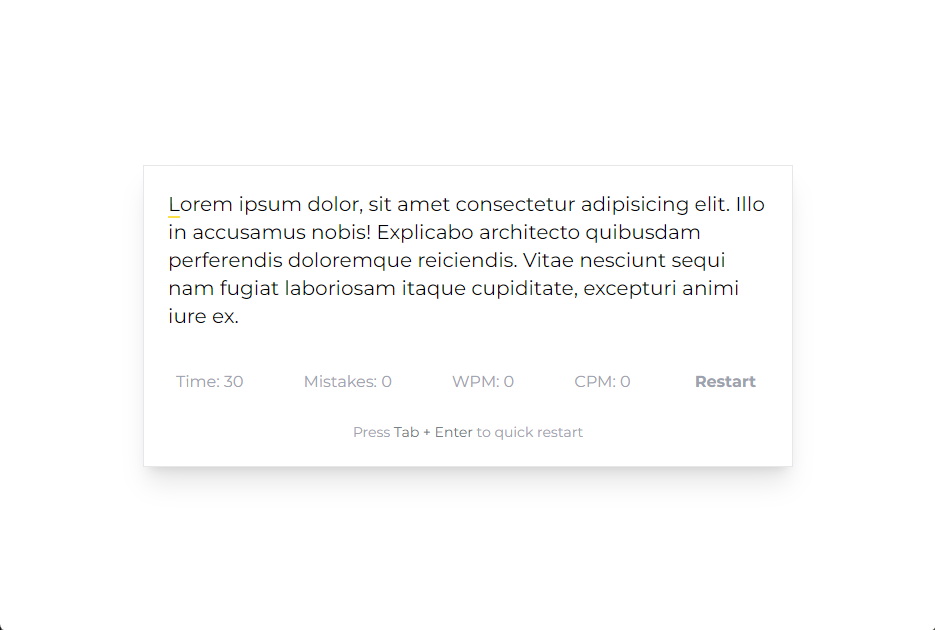 Lorem ipsum dolor, sit amet consectetur adipisicing elit. Illo
in accusamus nobis! Explicabo architecto quibusdam
perferendis doloremque reiciendis. Vitae nesciunt sequi
nam fugiat laboriosam itaque cupiditate, excepturi animi
iure ex.
Time: 30 Mistakes: 0 WPM: 0 CPM: 0 Restart
Press Tab + Enter to quick restart